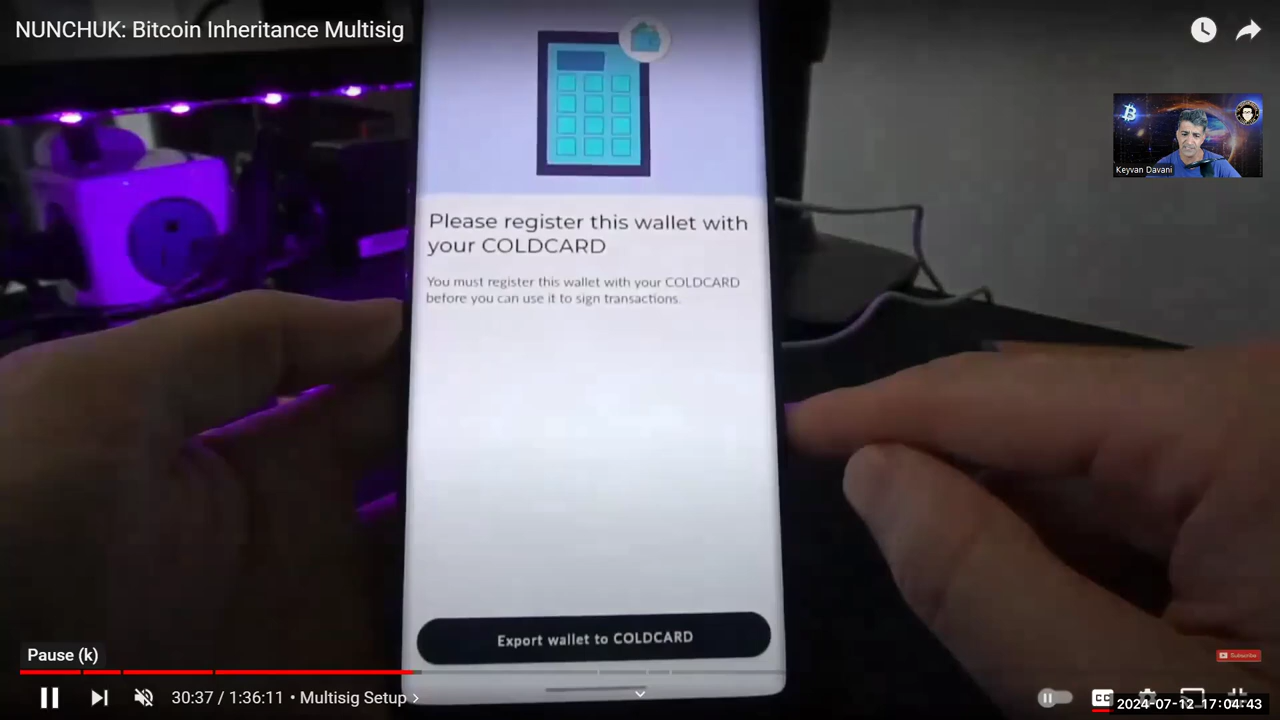 NUNCHUK: Bitcoin Inheritance Multisig
Keyvan Davani
Please register this wallet with
your COLDCARD
You must register this wallet with your COLDCARD
before you can use it to sign transactions.
Export wallet to COLDCARD
Pause (k)
Subscribe
30:37 / 1:36:11 • Multisig Setup
CC
2024-07-12 17:04:43